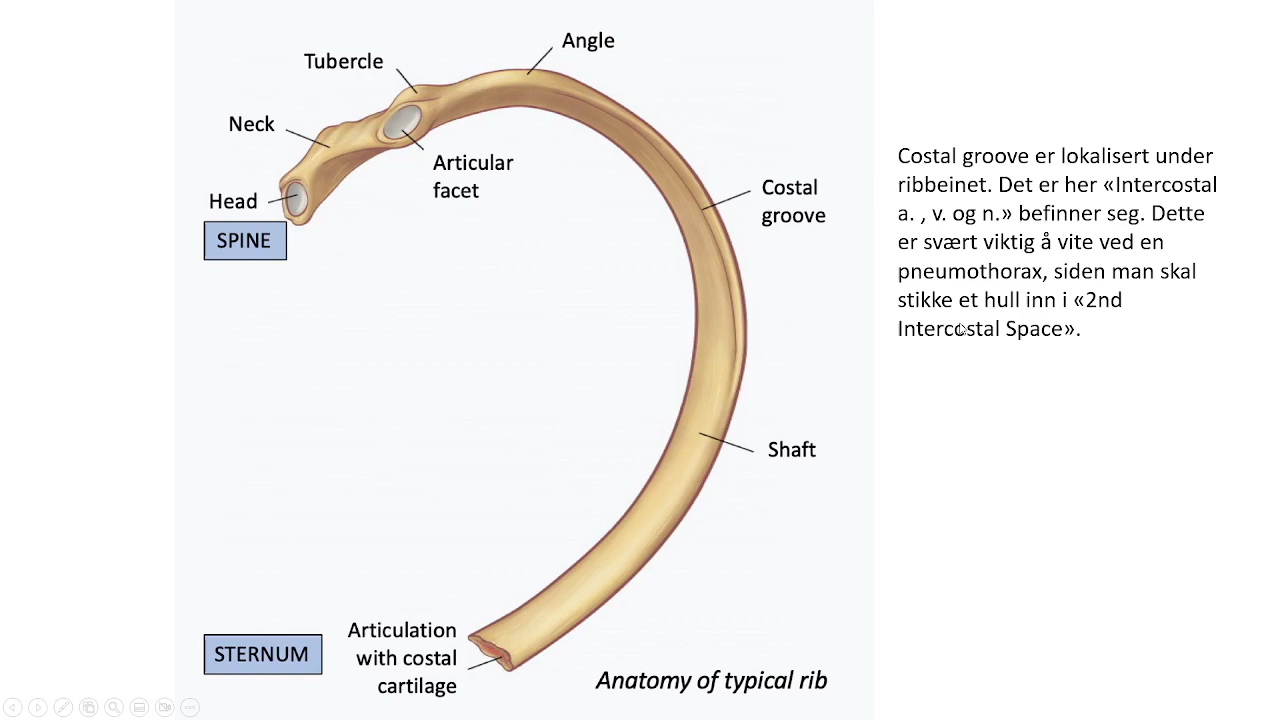 Angle
Tubercle
Neck
Articular
facet
Head
SPINE
Costal
groove
Shaft
Articulation
with costal
cartilage
STERNUM
Anatomy of typical rib
Costal groove er lokalisert under
ribbeinet. Det er her «Intercostal
a. , v. og n.» befinner seg. Dette
er svært viktig å vite ved en
pneumothorax, siden man skal
stikke et hull inn i «2nd
Intercostal Space».